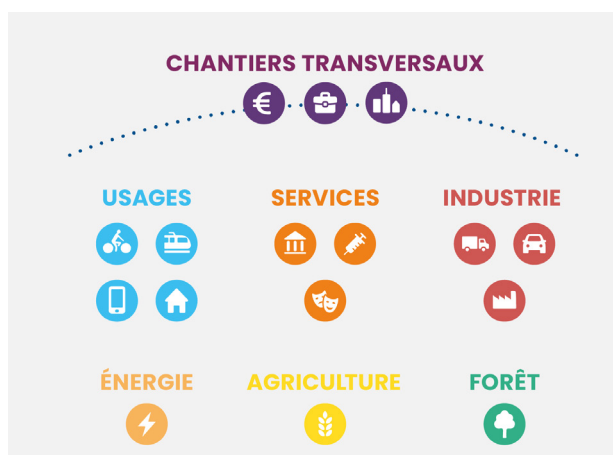 CHANTIERS TRANSVERSAUX
USAGES SERVICES INDUSTRIE
ÉNERGIE AGRICULTURE FORÊT